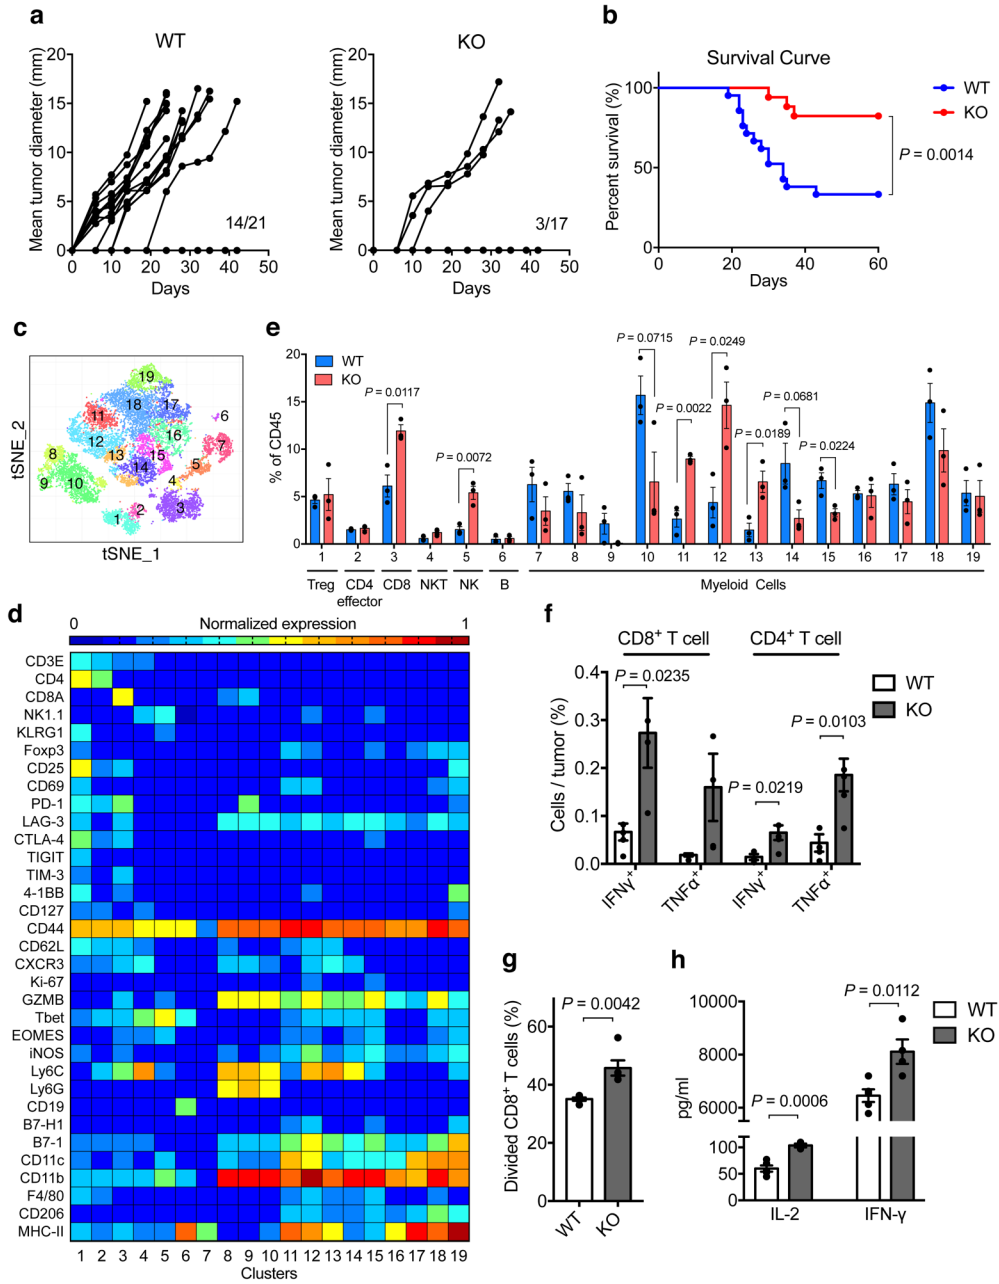 a
WT
Mean tumor diameter (mm)
20
15
10
5
0
0 10 20 30 40 50
Days
14/21
KO
Mean tumor diameter (mm)
20
15
10
5
0
0 10 20 30 40 50
Days
3/17
b
Survival Curve
Percent survival (%)
100
50
0
0 20 40 60
Days
WT
KO
P = 0.0014
c
tSNE_2
tSNE_1
19
18 17 6
11
12 16 7
13 15
8 14 5
9 10 4
2 3
1
e
% of CD45
20
15
10
5
0
WT
KO
P = 0.0117
P = 0.0072
P = 0.0715
P = 0.0022
P = 0.0249
P = 0.0189
P = 0.0681
P = 0.0224
1 2 3 4 5 6 7 8 9 10 11 12 13 14 15 16 17 18 19
Treg CD4 effector CD8 NKT NK B Myeloid Cells
d
0 Normalized expression 1
CD3E
CD4
CD8A
NK1.1
KLRG1
Foxp3
CD25
CD69
PD-1
LAG-3
CTLA-4
TIGIT
TIM-3
4-1BB
CD127
CD44
CD62L
CXCR3
Ki-67
GZMB
Tbet
EOMES
iNOS
Ly6C
Ly6G
CD19
B7-H1
B7-1
CD11c
CD11b
F4/80
CD206
MHC-II
1 2 3 4 5 6 7 8 9 10 11 12 13 14 15 16 17 18 19
Clusters
f
CD8⁺ T cell CD4⁺ T cell
Cells / tumor (%)
0.4
0.3
0.2
0.1
0.0
P = 0.0235
P = 0.0219
P = 0.0103
WT
KO
IFNγ⁺ TNFα⁺ IFNγ⁺ TNFα⁺
g
Divided CD8⁺ T cells (%)
P = 0.0042
60
40
20
0
WT KO
h
pg/ml
10000
8000
6000
100
50
0
P = 0.0006
P = 0.0112
WT
KO
IL-2 IFN-γ